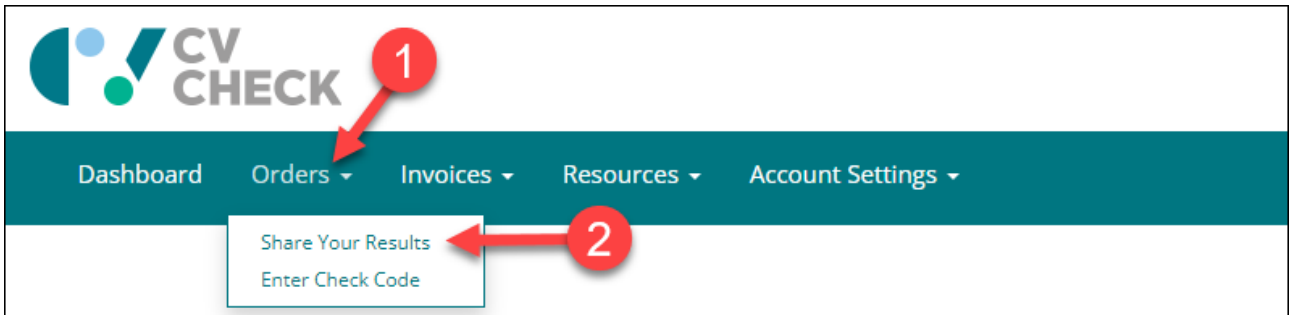 CV
CHECK
1
Dashboard Orders Invoices Resources Account Settings
Share Your Results
2
Enter Check Code